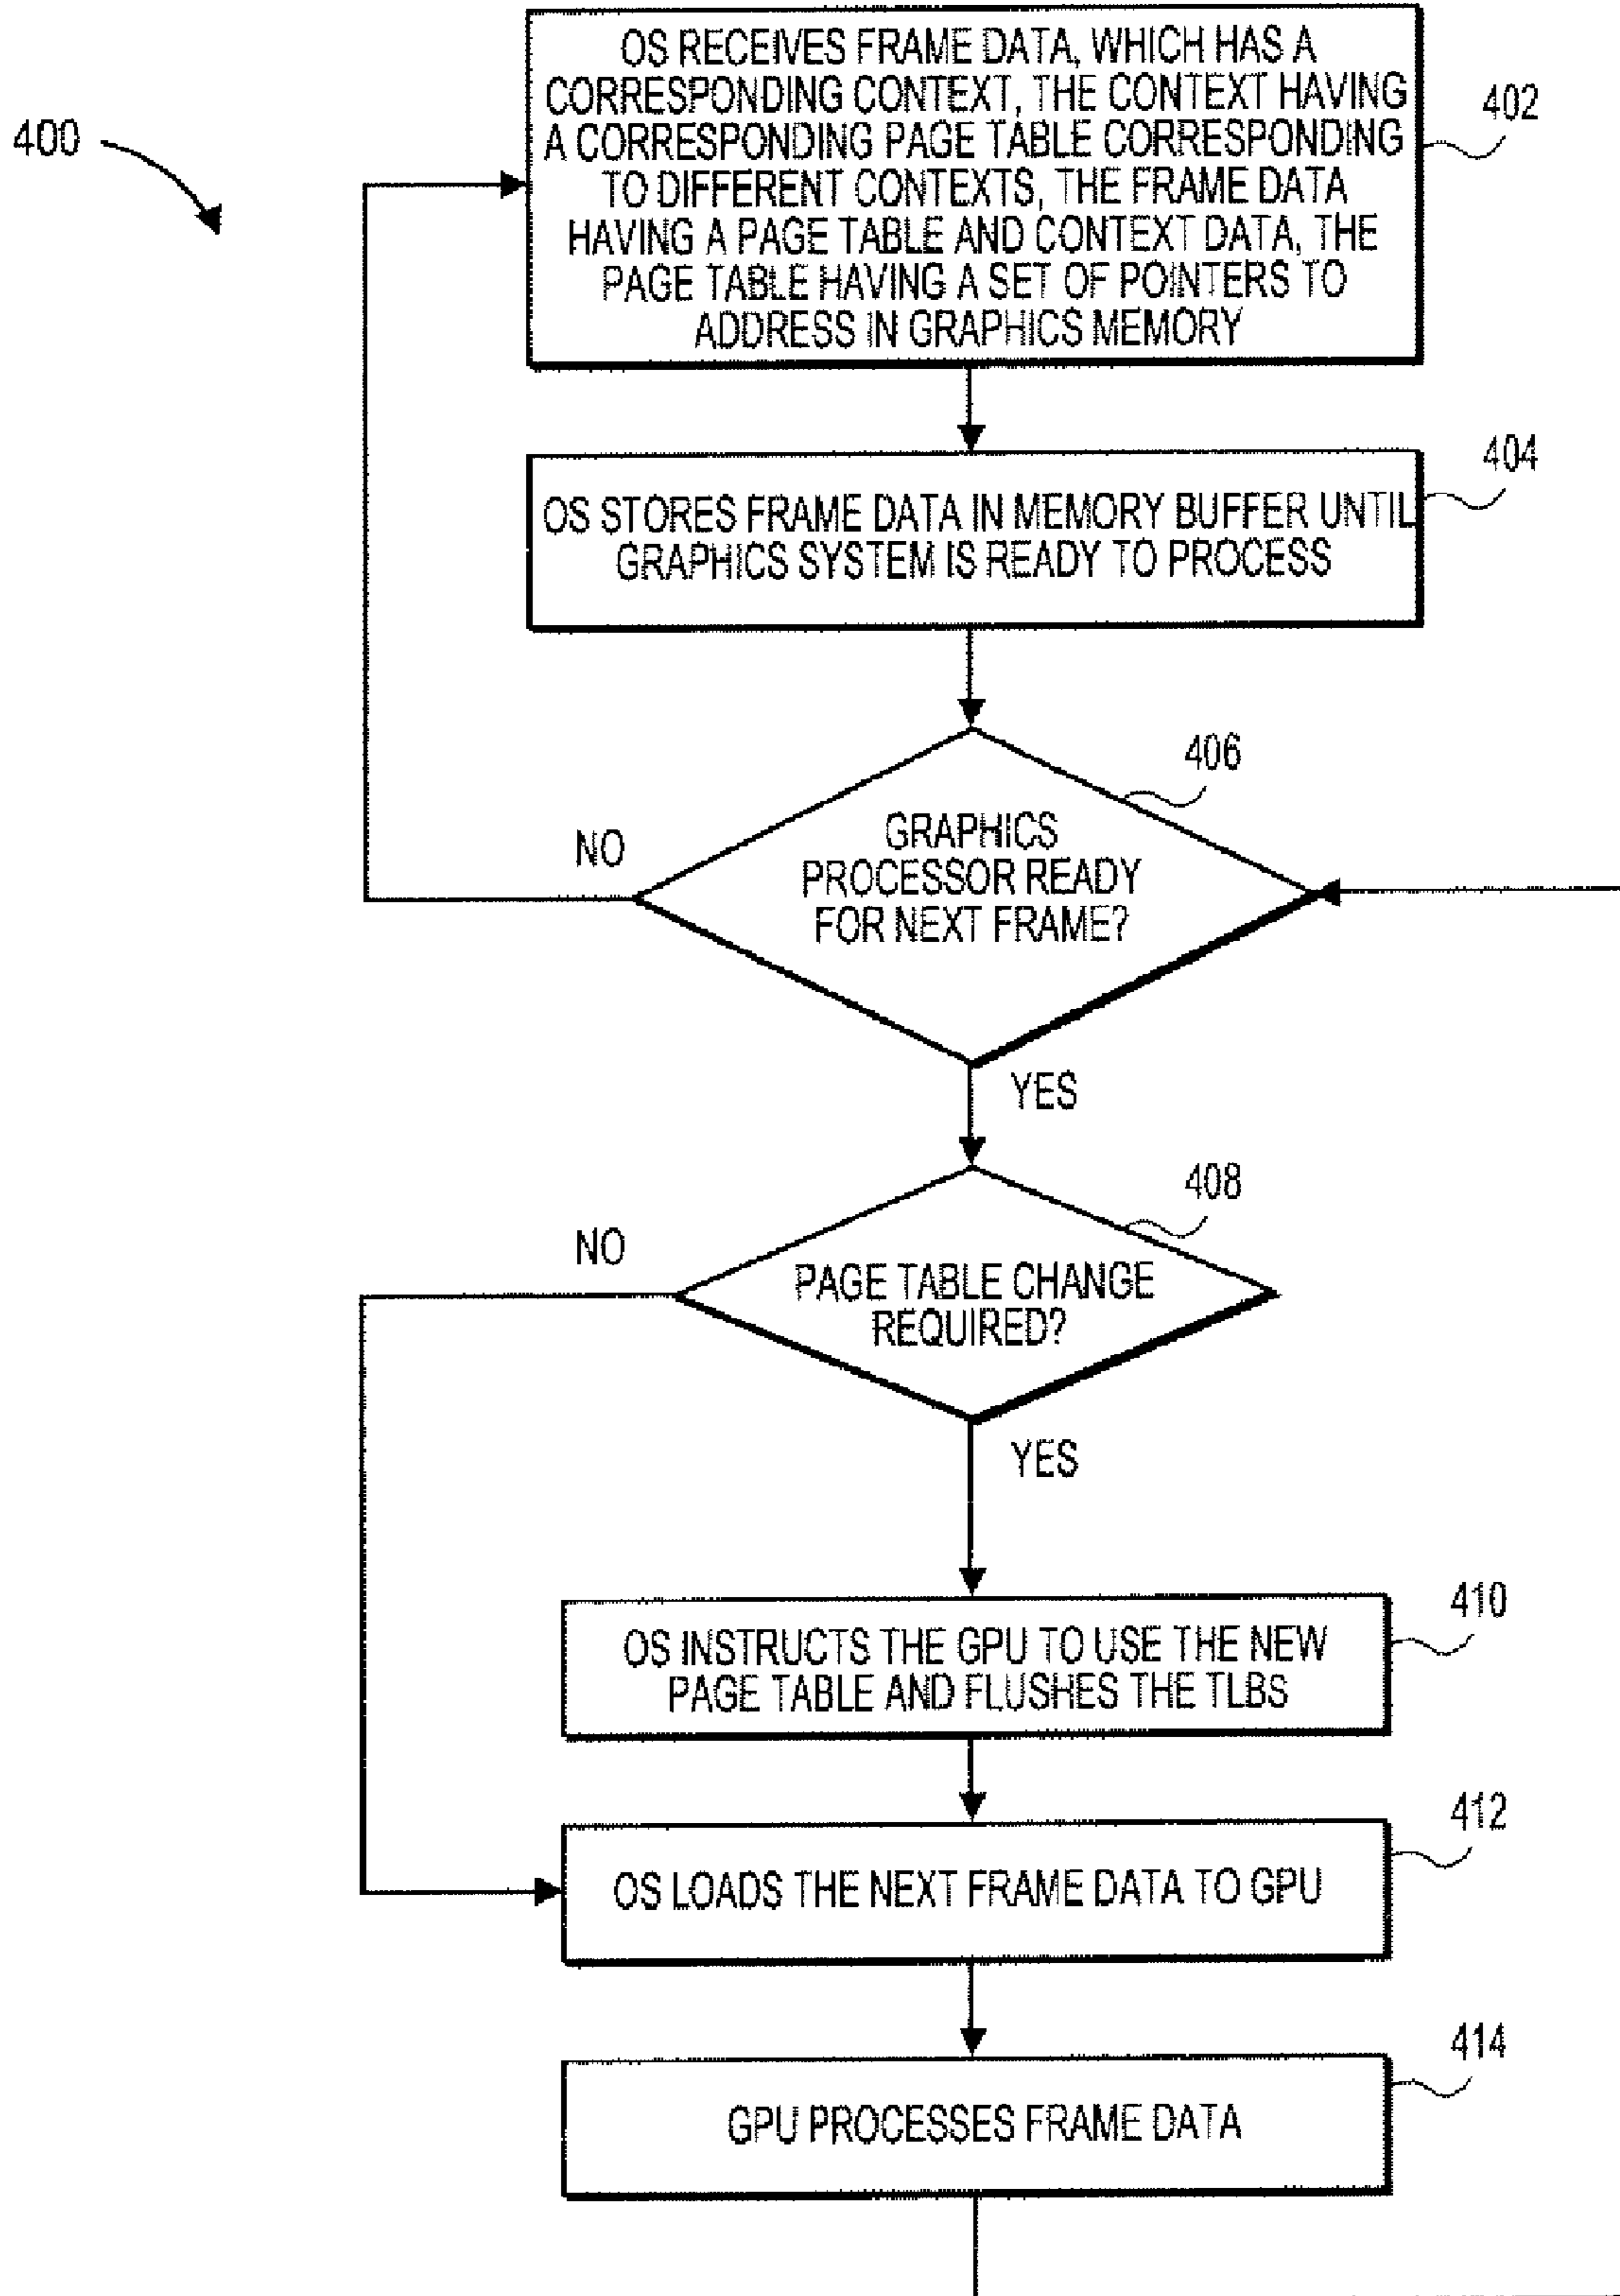 400
OS RECEIVES FRAME DATA, WHICH HAS A
CORRESPONDING CONTEXT, THE CONTEXT HAVING
A CORRESPONDING PAGE TABLE CORRESPONDING
TO DIFFERENT CONTEXTS, THE FRAME DATA
HAVING A PAGE TABLE AND CONTEXT DATA, THE
PAGE TABLE HAVING A SET OF POINTERS TO
ADDRESS IN GRAPHICS MEMORY
402
OS STORES FRAME DATA IN MEMORY BUFFER UNTIL
GRAPHICS SYSTEM IS READY TO PROCESS
404
GRAPHICS
PROCESSOR READY
FOR NEXT FRAME?
406
NO
YES
PAGE TABLE CHANGE
REQUIRED?
408
NO
YES
OS INSTRUCTS THE GPU TO USE THE NEW
PAGE TABLE AND FLUSHES THE TLBS
410
OS LOADS THE NEXT FRAME DATA TO GPU
412
GPU PROCESSES FRAME DATA
414